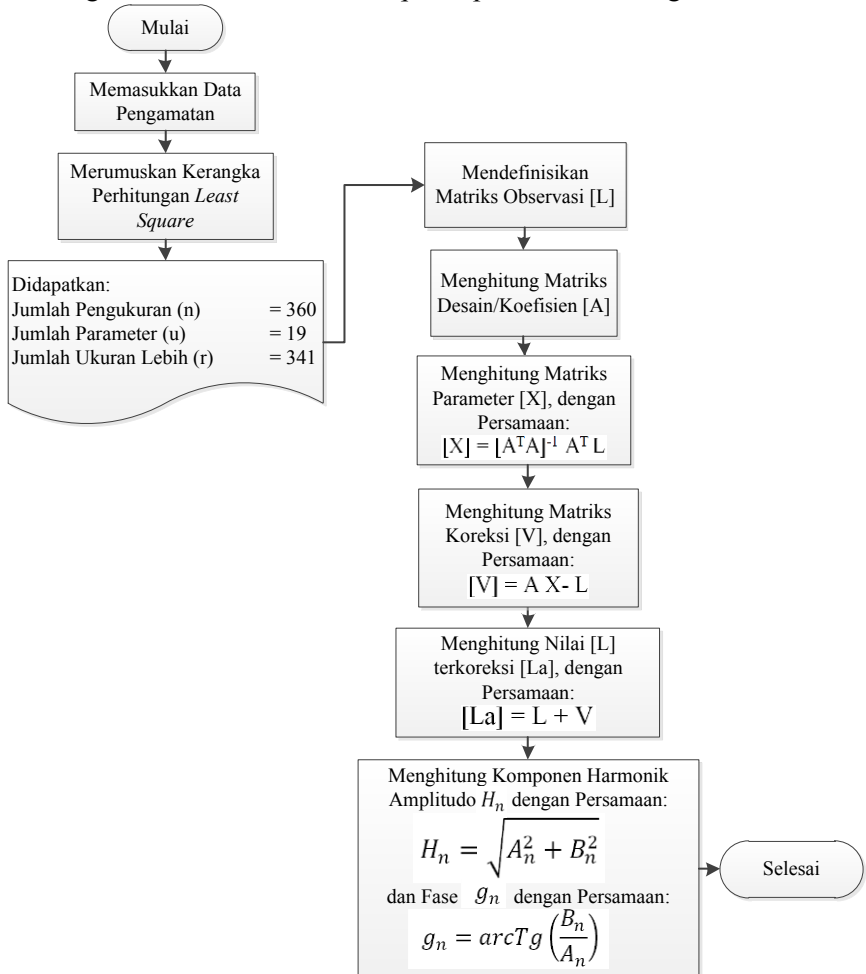 Mulai
Memasukkan Data
Pengamatan
Merumuskan Kerangka
Perhitungan Least
Square
Didapatkan:
Jumlah Pengukuran (n) = 360
Jumlah Parameter (u) = 19
Jumlah Ukuran Lebih (r) = 341
Mendefinisikan
Matriks Observasi [L]
Menghitung Matriks
Desain/Koefisien [A]
Menghitung Matriks
Parameter [X], dengan
Persamaan:
[X] = [AᵀA]⁻¹ Aᵀ L
Menghitung Matriks
Koreksi [V], dengan
Persamaan:
[V] = A X- L
Menghitung Nilai [L]
terkoreksi [La], dengan
Persamaan:
[La] = L + V
Menghitung Komponen Harmonik
Amplitudo Hₙ dengan Persamaan:
Hₙ = √(Aₙ² + Bₙ²)
dan Fase gₙ dengan Persamaan:
gₙ = arcTg (Bₙ/Aₙ)
Selesai